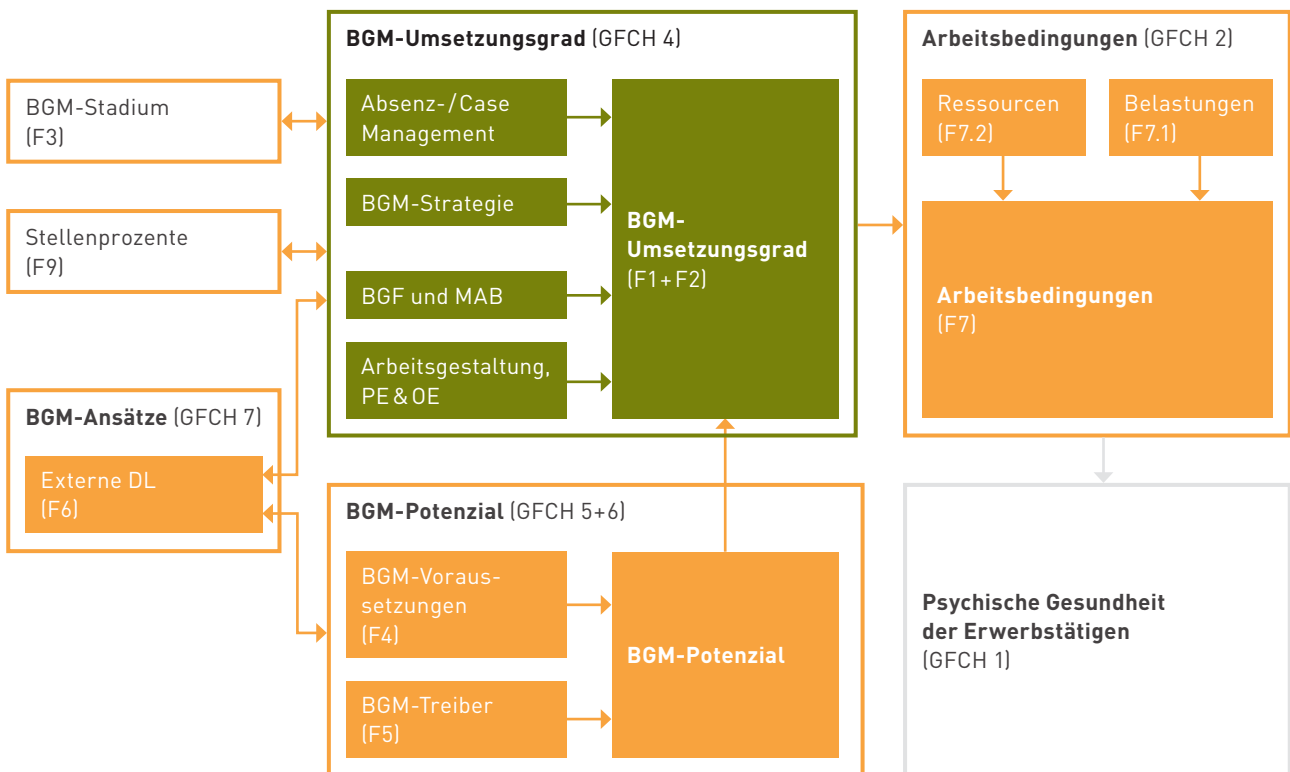 BGM-Stadium
(F3)
Stellenprozente
(F9)
BGM-Ansätze (GFCH 7)
Externe DL
(F6)
BGM-Umsetzungsgrad (GFCH 4)
Absenz-/Case
Management
BGM-Strategie
BGF und MAB
Arbeitsgestaltung,
PE & OE
BGM-
Umsetzungsgrad
(F1+F2)
BGM-Potenzial (GFCH 5+6)
BGM-Voraus-
setzungen
(F4)
BGM-Treiber
(F5)
BGM-Potenzial
Arbeitsbedingungen (GFCH 2)
Ressourcen
(F7.2)
Belastungen
(F7.1)
Arbeitsbedingungen
(F7)
Psychische Gesundheit
der Erwerbstätigen
(GFCH 1)